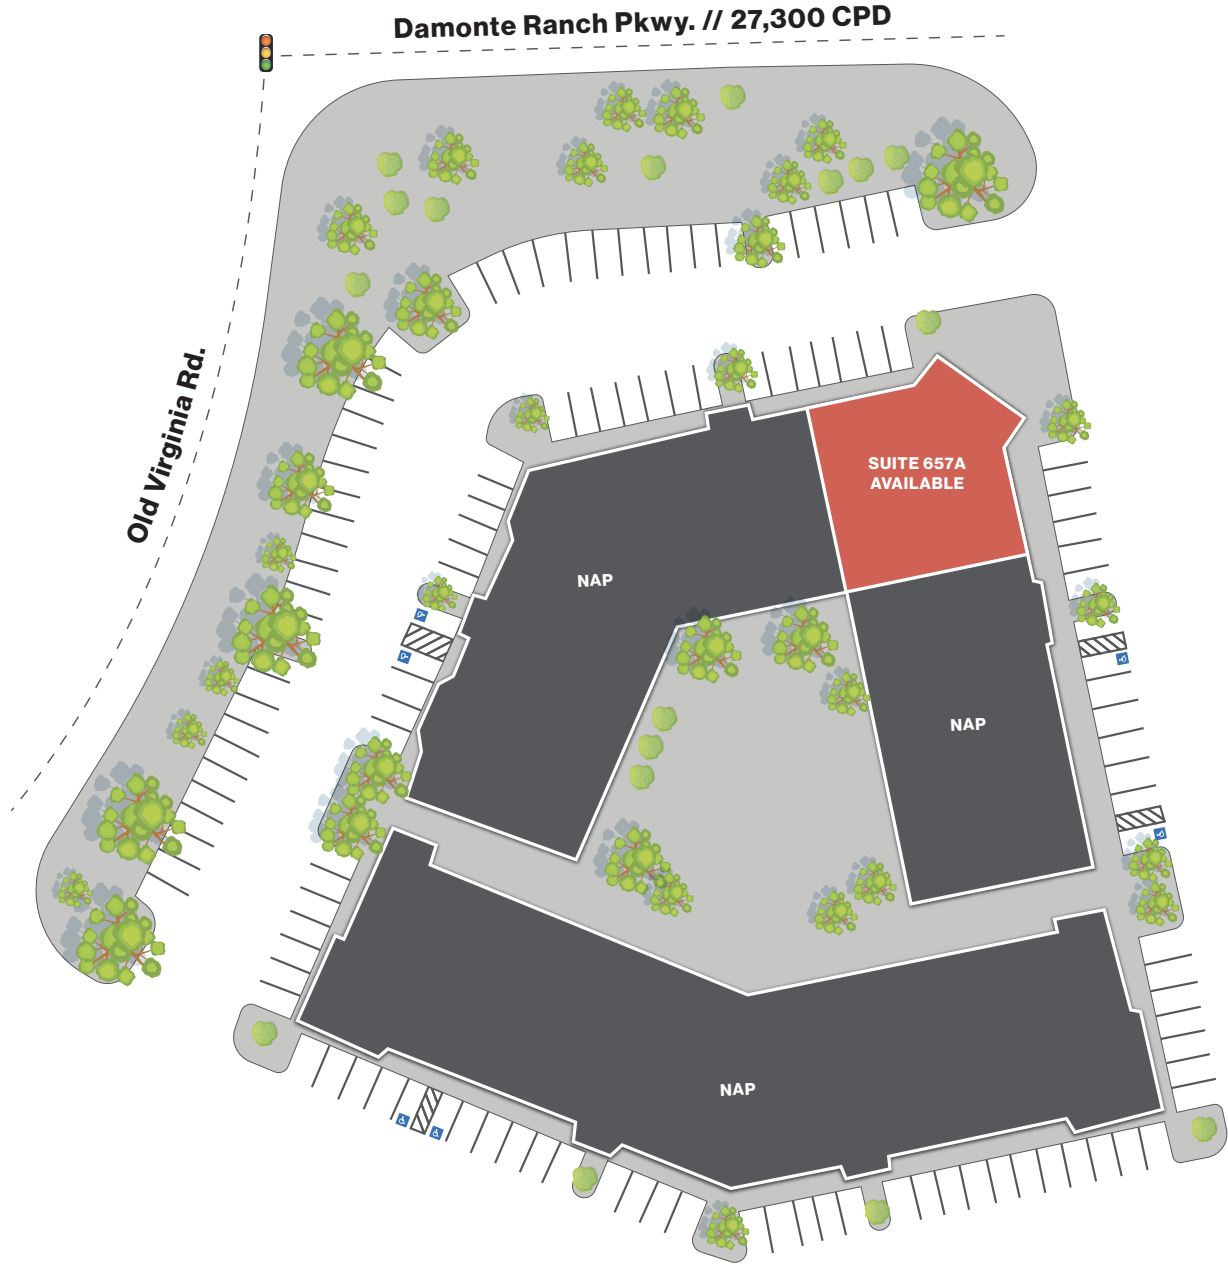 Damonte Ranch Pkwy. // 27,300 CPD
Old Virginia Rd.
SUITE 657A
AVAILABLE
NAP
NAP
NAP